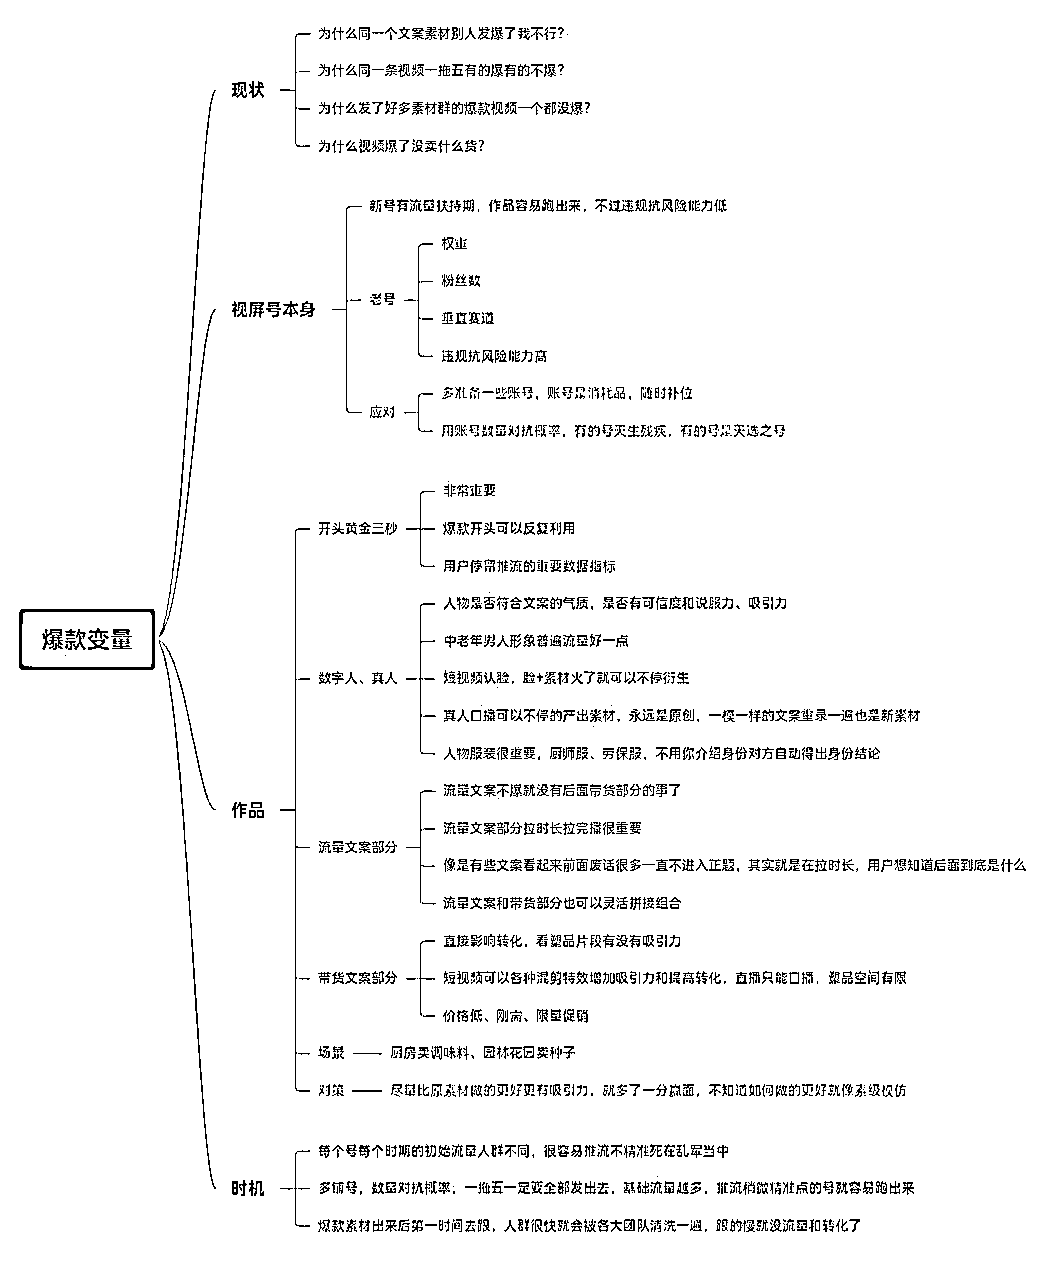 爆款变量
现状
为什么同一个文案素材别人发爆了我不行？
为什么同一条视频一拖五有的爆有的不爆？
为什么发了好多素材群的爆款视频一个都没爆？
为什么视频爆了没卖什么货？
视屏号本身
新号有流量扶持期，作品容易跑出来，不过违规抗风险能力低
老号
权重
粉丝数
垂直赛道
违规抗风险能力高
应对
多准备一些账号，账号是消耗品，随时补位
用账号数量对抗概率，有的号天生残疾，有的号是天选之号
作品
开头黄金三秒
非常重要
爆款开头可以反复利用
用户停留推流的重要数据指标
数字人、真人
人物是否符合文案的气质，是否有可信度和说服力、吸引力
中老年男人形象普遍流量好一点
短视频认脸，脸+素材火了就可以不停衍生
真人口播可以不停的产出素材，永远是原创，一模一样的文案重录一遍也是新素材
人物服装很重要，厨师服、劳保服，不用你介绍身份对方自动得出身份结论
流量文案部分
流量文案不爆就没有后面带货部分的事了
流量文案部分拉时长拉完播很重要
像是有些文案看起来前面废话很多一直不进入正题，其实就是在拉时长，用户想知道后面到底是什么
流量文案和带货部分也可以灵活拼接组合
带货文案部分
直接影响转化，看塑品片段有没有吸引力
短视频可以各种混剪特效增加吸引力和提高转化，直播只能口播，塑品空间有限
价格低、刚需、限量促销
场景
厨房卖调味料、园林花园卖种子
对策
尽量比原素材做的更好更有吸引力，就多了一分赢面，不知道如何做的更好就像素级模仿
时机
每个号每个时期的初始流量人群不同，很容易推流不精准死在乱军当中
多铺号，数量对抗概率，一拖五一定要全部发出去，基础流量越多，推流稍微精准点的号就容易跑出来
爆款素材出来后第一时间去跟，人群很快就会被各大团队清洗一遍，跟的慢就没流量和转化了